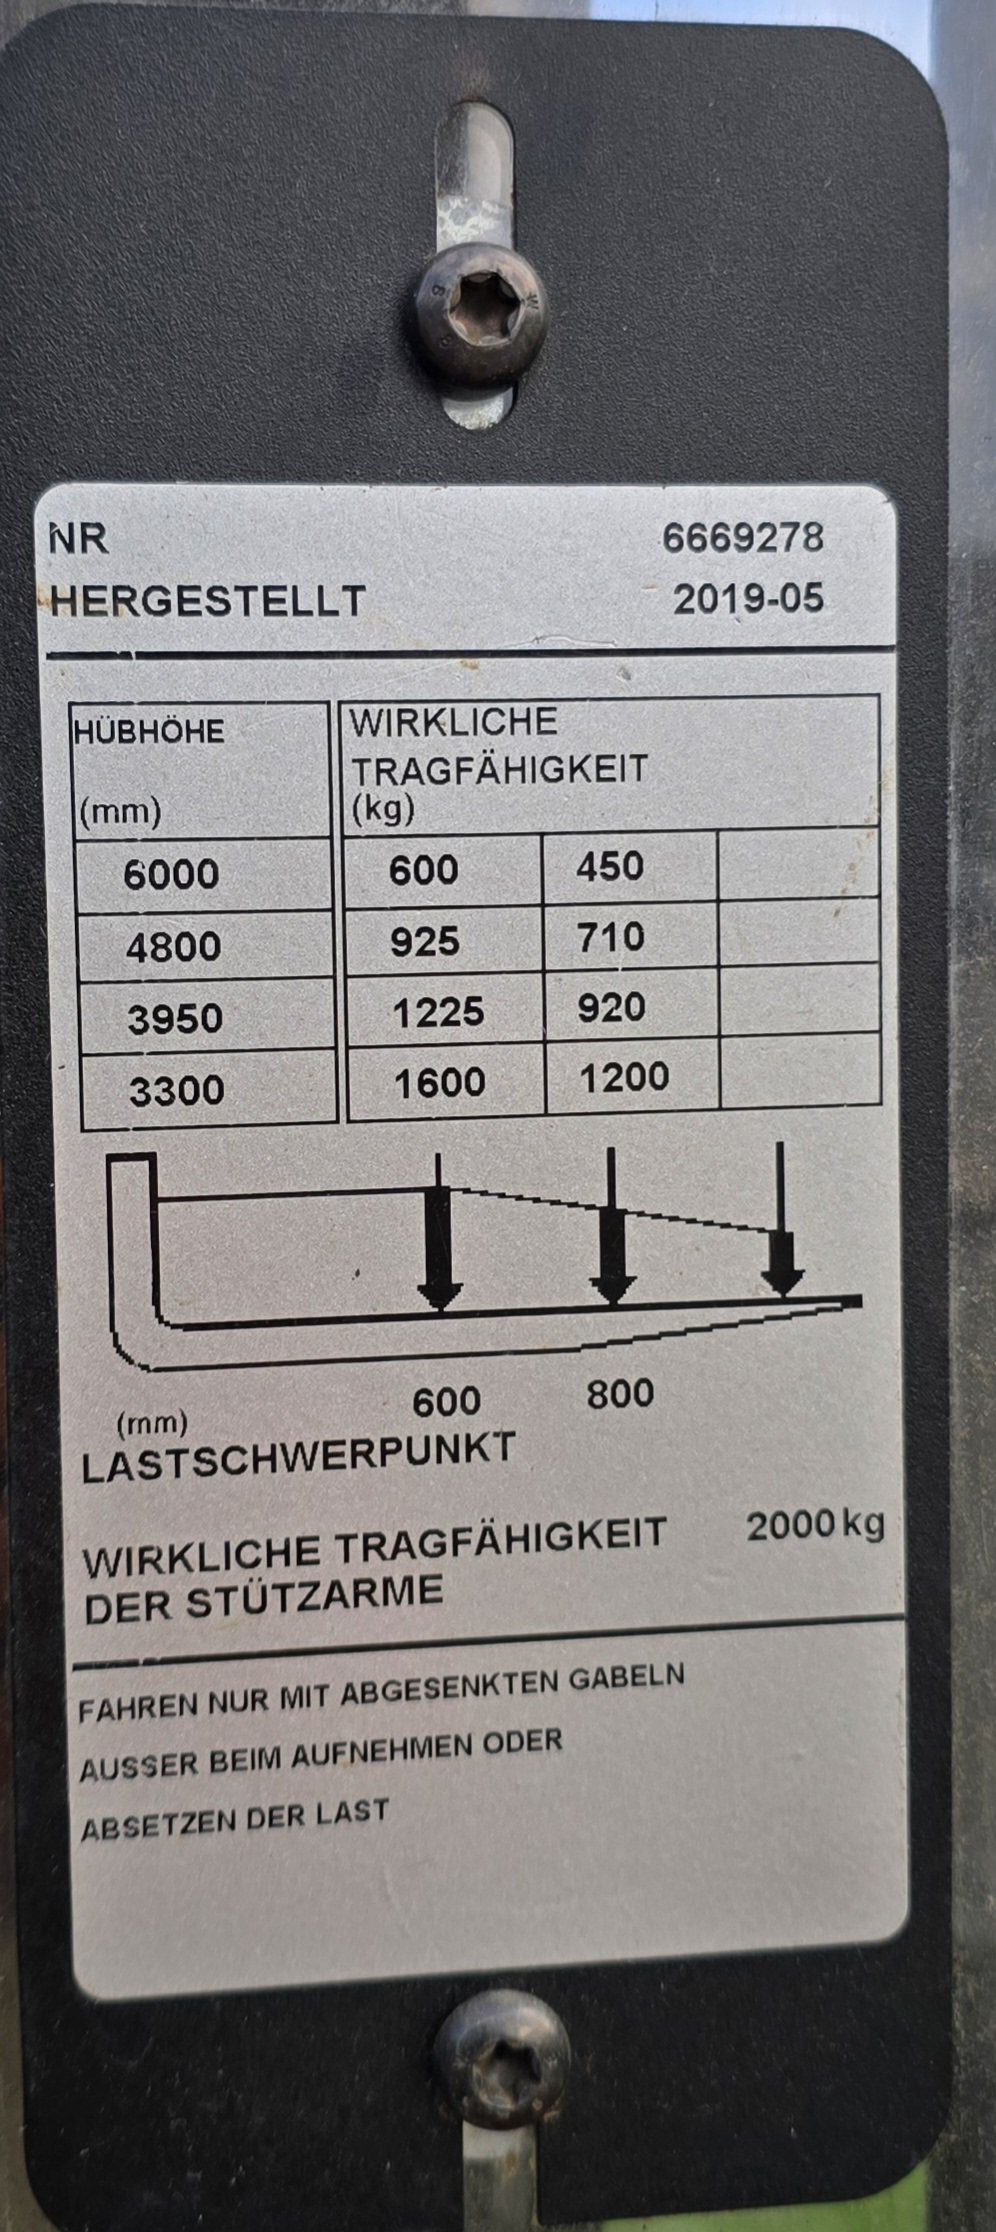 NR 6669278
HERGESTELLT 2019-05
HÜBHÖHE
(mm)
WIRKLICHE
TRAGFÄHIGKEIT
(kg)
6000 600 450
4800 925 710
3950 1225 920
3300 1600 1200
600 800
(mm)
LASTSCHWERPUNKT
WIRKLICHE TRAGFÄHIGKEIT 2000 kg
DER STÜTZARME
FAHREN NUR MIT ABGESENKTEN GABELN
AUSSER BEIM AUFNEHMEN ODER
ABSETZEN DER LAST